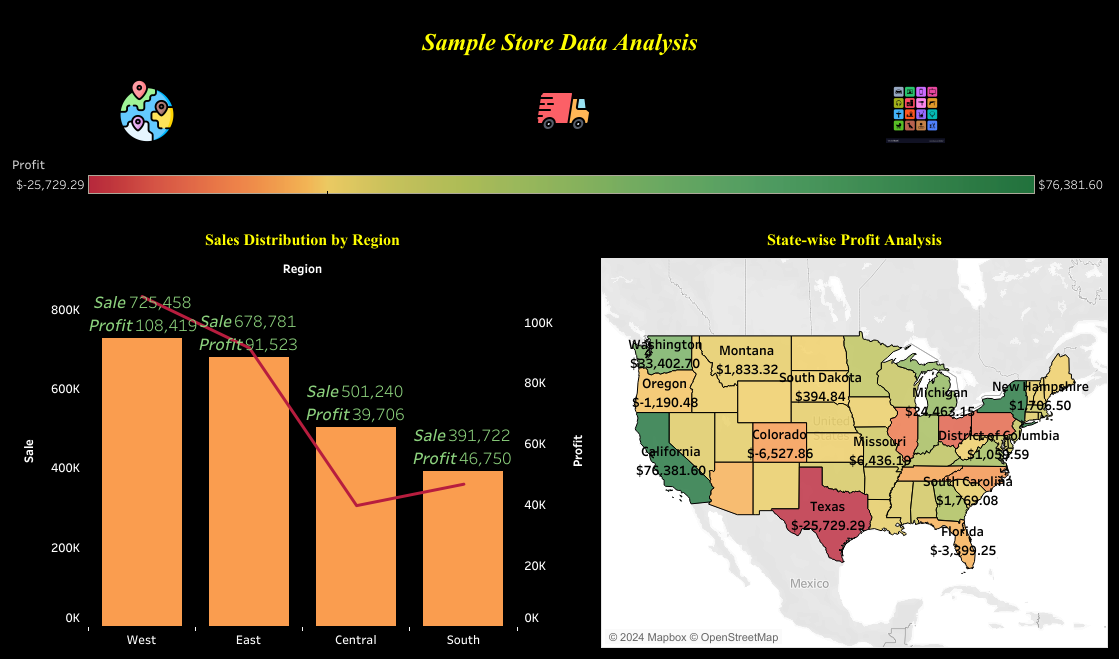 Sample Store Data Analysis
Profit
$-25,729.29
$76,381.60
Sales Distribution by Region
Region
Sale
800K
600K
400K
200K
0K
Sale 725,458
Profit 108,419
Sale 678,781
Profit 91,523
Sale 501,240
Profit 39,706
Sale 391,722
Profit 46,750
West
East
Central
South
100K
80K
60K
40K
20K
0K
Profit
State-wise Profit Analysis
Washington
$33,402.70
Montana
$1,833.32
Oregon
$-1,190.48
South Dakota
$394.84
Michigan
$24,463.15
New Hampshire
$1,706.50
United
States
Colorado
$-6,527.86
Missouri
$6,436.19
District of Columbia
$1,059.59
California
$76,381.60
South Carolina
$1,769.08
Texas
$-25,729.29
Florida
$-3,399.25
Mexico
© 2024 Mapbox © OpenStreetMap